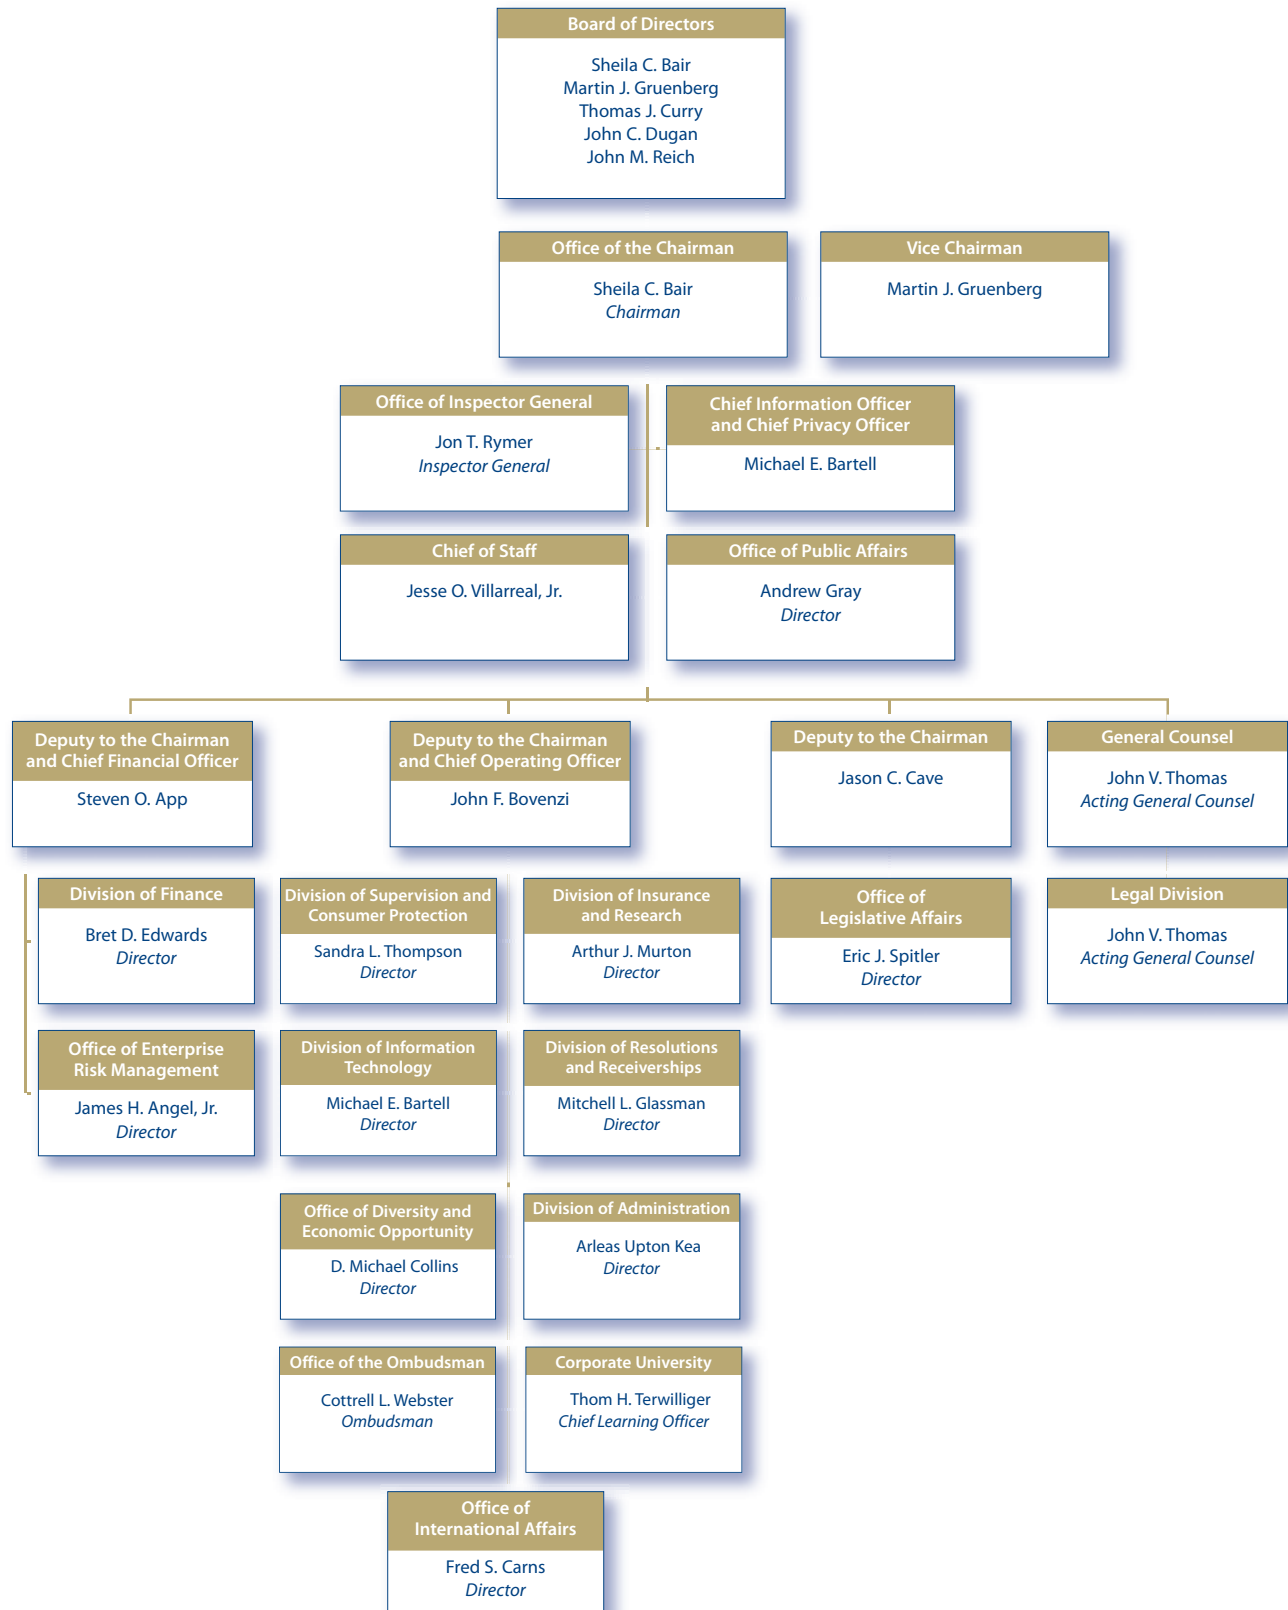 Board of Directors
Sheila C. Bair
Martin J. Gruenberg
Thomas J. Curry
John C. Dugan
John M. Reich
Office of the Chairman
Sheila C. Bair
Chairman
Vice Chairman
Martin J. Gruenberg
Office of Inspector General
Jon T. Rymer
Inspector General
Chief Information Officer
and Chief Privacy Officer
Michael E. Bartell
Chief of Staff
Jesse O. Villarreal, Jr.
Office of Public Affairs
Andrew Gray
Director
Deputy to the Chairman
and Chief Financial Officer
Steven O. App
Deputy to the Chairman
and Chief Operating Officer
John F. Bovenzi
Deputy to the Chairman
Jason C. Cave
General Counsel
John V. Thomas
Acting General Counsel
Division of Finance
Bret D. Edwards
Director
Division of Supervision and
Consumer Protection
Sandra L. Thompson
Director
Division of Insurance
and Research
Arthur J. Murton
Director
Office of
Legislative Affairs
Eric J. Spitler
Director
Legal Division
John V. Thomas
Acting General Counsel
Office of Enterprise
Risk Management
James H. Angel, Jr.
Director
Division of Information
Technology
Michael E. Bartell
Director
Division of Resolutions
and Receiverships
Mitchell L. Glassman
Director
Office of Diversity and
Economic Opportunity
D. Michael Collins
Director
Division of Administration
Arleas Upton Kea
Director
Office of the Ombudsman
Cottrell L. Webster
Ombudsman
Corporate University
Thom H. Terwilliger
Chief Learning Officer
Office of
International Affairs
Fred S. Carns
Director